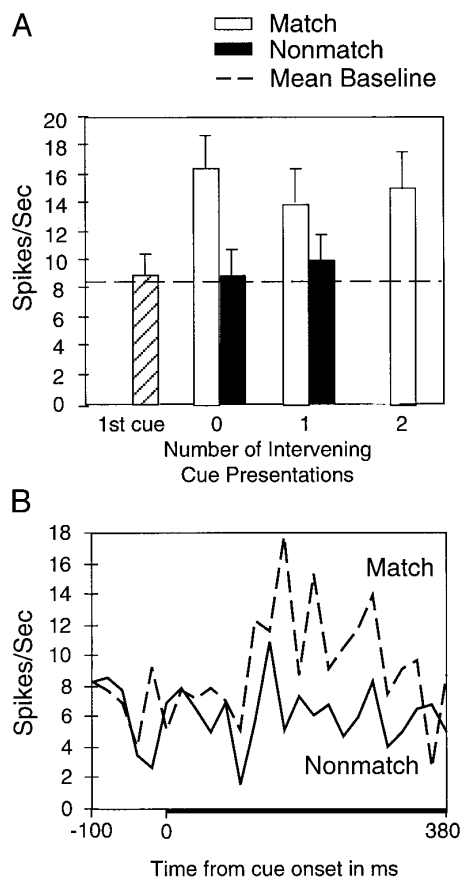 A
Match
Nonmatch
Mean Baseline
Spikes/Sec
20
18
16
14
12
10
8
6
4
2
0
1st cue 0 1 2
Number of Intervening
Cue Presentations
B
Spikes/Sec
18
16
14
12
10
8
6
4
2
0
Match
Nonmatch
-100 0 380
Time from cue onset in ms